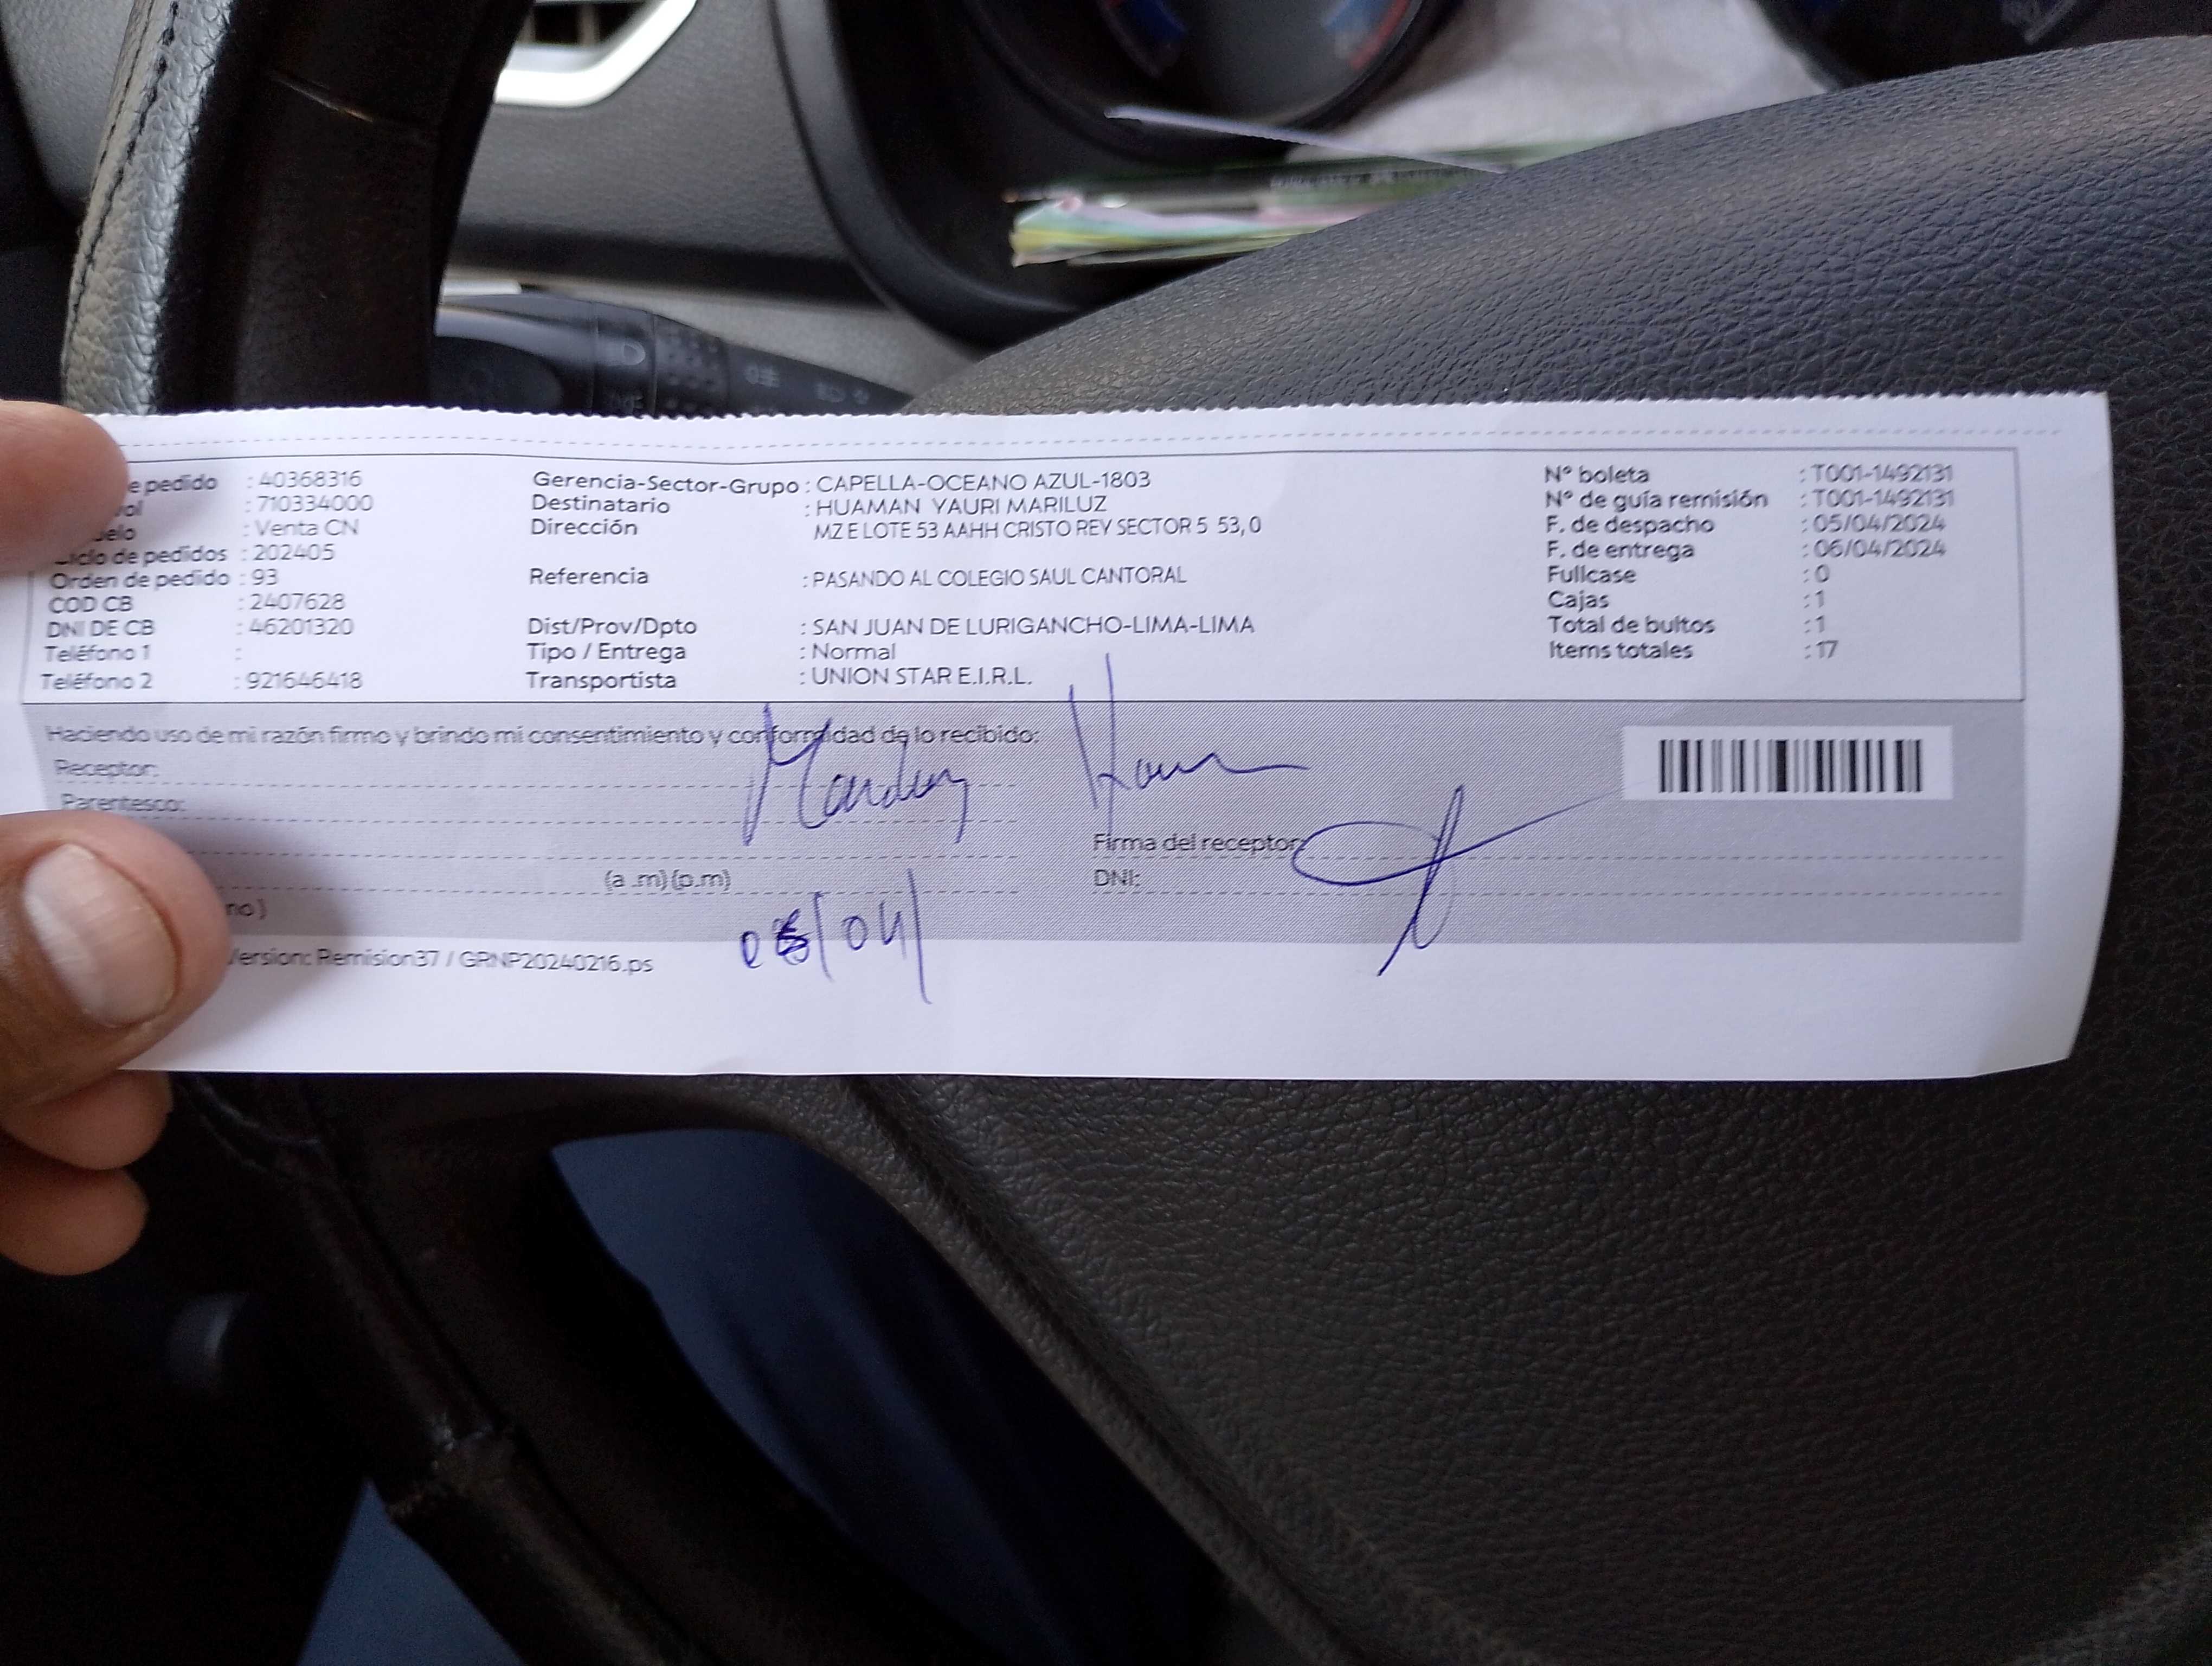 e pedido : 40368316 Gerencia-Sector-Grupo : CAPELLA-OCEANO AZUL-1803 N° boleta : T001-1492131
ol : 710334000 Destinatario : HUAMAN YAURI MARILUZ N° de guía remisión : T001-1492131
elo : Venta CN Dirección MZ E LOTE 53 AAHH CRISTO REY SECTOR 5 53, 0 F. de despacho : 05/04/2024
Ciclo de pedidos : 202405 F. de entrega : 06/04/2024
Orden de pedido : 93 Referencia : PASANDO AL COLEGIO SAUL CANTORAL Fullcase : 0
COD CB : 2407628 Cajas : 1
DNI DE CB : 46201320 Dist/Prov/Dpto : SAN JUAN DE LURIGANCHO-LIMA-LIMA Total de bultos : 1
Teléfono 1 : Tipo / Entrega : Normal Items totales : 17
Teléfono 2 : 921646418 Transportista : UNION STAR E.I.R.L.
Haciendo uso de mi razón firmo y brindo mi consentimiento y conformidad de lo recibido:
Receptor:
Parentesco:
Firma del receptor:
(a .m) (p.m) DNI:
no)
/04/
Version: Remision37 / GRNP20240216.ps